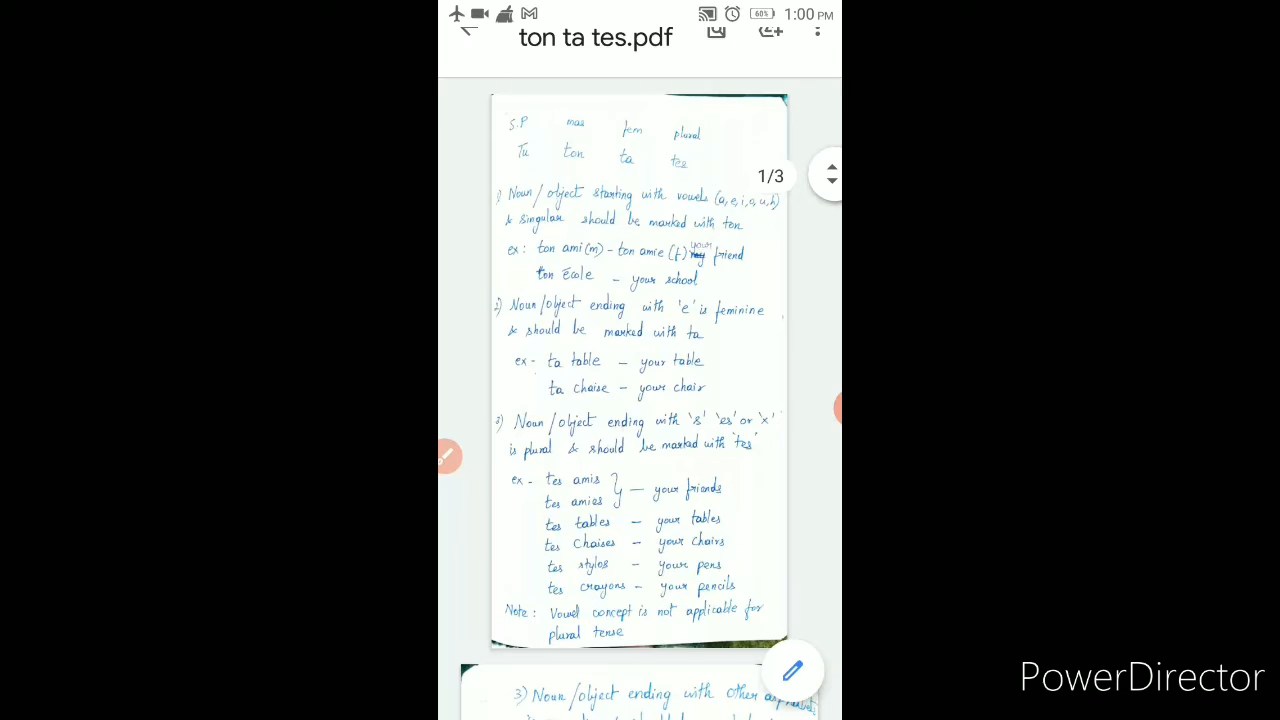 60%
1:00 PM
ton ta tes.pdf
S.P mas fem plural
Tu ton ta tes
1/3
1) Noun/object starting with vowels (a,e,i,o,u,h)
& singular should be marked with ton
ex: ton ami(m) - ton amie (f) your friend
ton École - your school
2) Noun/object ending with 'e' is feminine
& should be marked with ta
ex- ta table - your table
ta chaise - your chair
3) Noun/object ending with 's' 'es' or 'x'
is plural & should be marked with 'tes'
ex- tes amis } - your friends
tes amies
tes tables - your tables
tes chaises - your chairs
tes stylos - your pens
tes crayons - your pencils
Note: Vowel concept is not applicable for
plural tense
3) Noun/object ending with other alphabets
PowerDirector